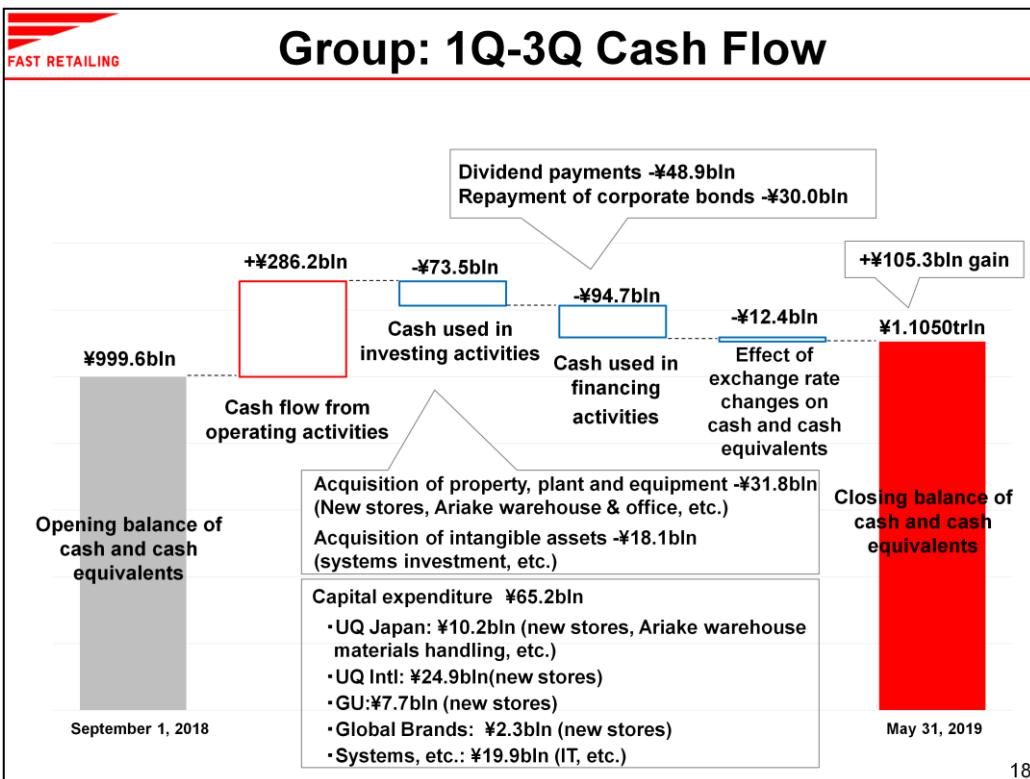 FAST RETAILING
Group: 1Q-3Q Cash Flow
Dividend payments -¥48.9bln
Repayment of corporate bonds -¥30.0bln
+¥286.2bln
-¥73.5bln
-¥94.7bln
-¥12.4bln
+¥105.3bln gain
¥1.1050trln
¥999.6bln
Cash flow from
operating activities
Cash used in
investing activities
Cash used in
financing
activities
Effect of
exchange rate
changes on
cash and cash
equivalents
Opening balance of
cash and cash
equivalents
Closing balance of
cash and cash
equivalents
Acquisition of property, plant and equipment -¥31.8bln
(New stores, Ariake warehouse & office, etc.)
Acquisition of intangible assets -¥18.1bln
(systems investment, etc.)
Capital expenditure ¥65.2bln
・UQ Japan: ¥10.2bln (new stores, Ariake warehouse
materials handling, etc.)
・UQ Intl: ¥24.9bln(new stores)
・GU:¥7.7bln (new stores)
・Global Brands: ¥2.3bln (new stores)
・Systems, etc.: ¥19.9bln (IT, etc.)
September 1, 2018
May 31, 2019
18